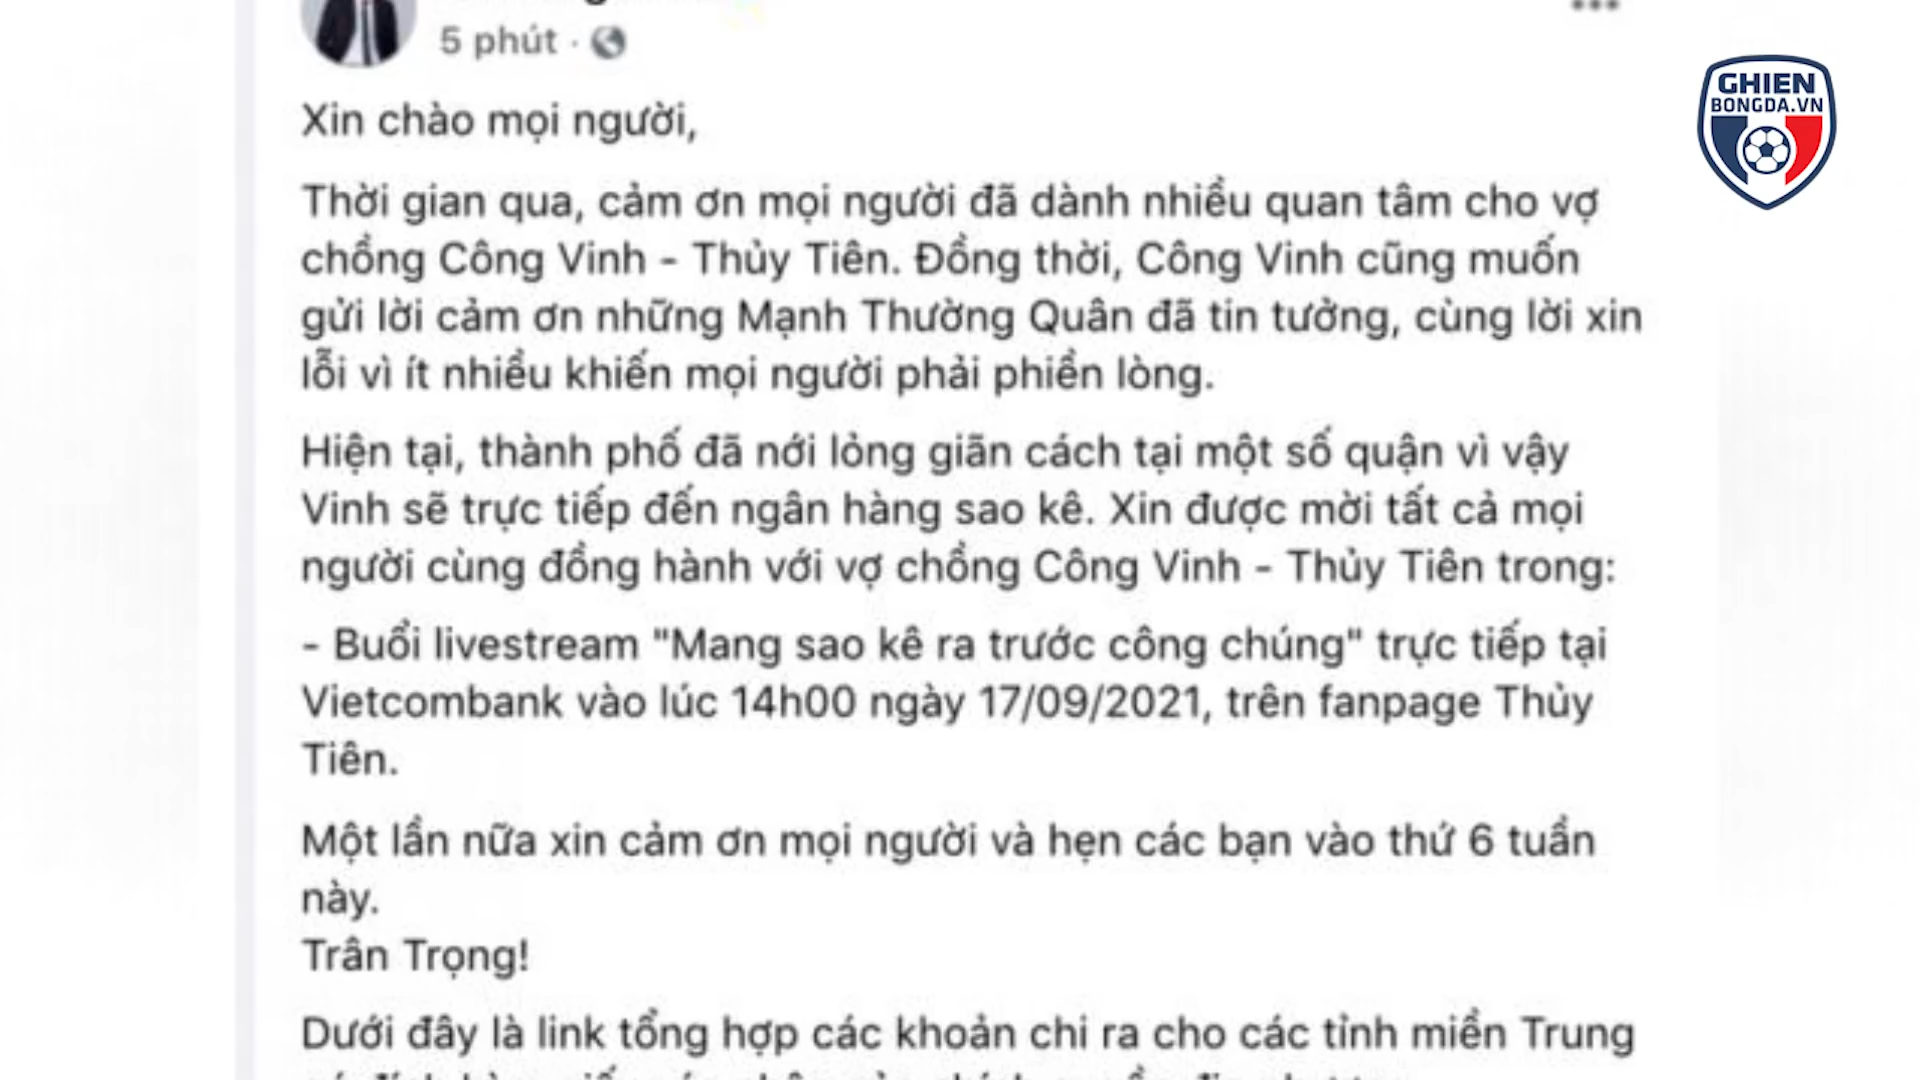 5 phút ·
GHIEN
BONGDA.VN
Xin chào mọi người,
Thời gian qua, cảm ơn mọi người đã dành nhiều quan tâm cho vợ
chồng Công Vinh - Thủy Tiên. Đồng thời, Công Vinh cũng muốn
gửi lời cảm ơn những Mạnh Thường Quân đã tin tưởng, cùng lời xin
lỗi vì ít nhiều khiến mọi người phải phiền lòng.
Hiện tại, thành phố đã nới lỏng giãn cách tại một số quận vì vậy
Vinh sẽ trực tiếp đến ngân hàng sao kê. Xin được mời tất cả mọi
người cùng đồng hành với vợ chồng Công Vinh - Thủy Tiên trong:
- Buổi livestream "Mang sao kê ra trước công chúng" trực tiếp tại
Vietcombank vào lúc 14h00 ngày 17/09/2021, trên fanpage Thủy
Tiên.
Một lần nữa xin cảm ơn mọi người và hẹn các bạn vào thứ 6 tuần
này.
Trân Trọng!
Dưới đây là link tổng hợp các khoản chi ra cho các tỉnh miền Trung